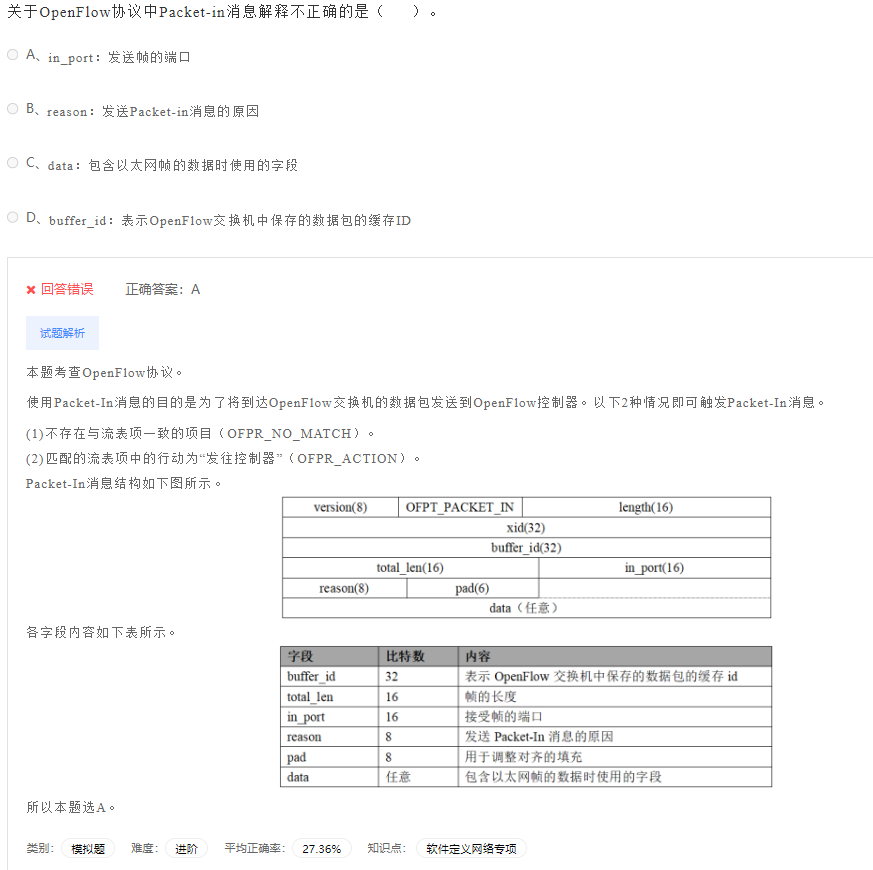 关于OpenFlow协议中Packet-in消息解释不正确的是（　　）。
A、in_port：发送帧的端口
B、reason：发送Packet-in消息的原因
C、data：包含以太网帧的数据时使用的字段
D、buffer_id：表示OpenFlow交换机中保存的数据包的缓存ID
✖ 回答错误 正确答案：A
试题解析
本题考查OpenFlow协议。
使用Packet-In消息的目的是为了将到达OpenFlow交换机的数据包发送到OpenFlow控制器。以下2种情况即可触发Packet-In消息。
(1)不存在与流表项一致的项目（OFPR_NO_MATCH）。
(2)匹配的流表项中的行动为“发往控制器”（OFPR_ACTION）。
Packet-In消息结构如下图所示。
version(8) OFPT_PACKET_IN length(16)
xid(32)
buffer_id(32)
total_len(16) in_port(16)
reason(8) pad(6)
data（任意）
各字段内容如下表所示。
字段 比特数 内容
buffer_id 32 表示 OpenFlow 交换机中保存的数据包的缓存 id
total_len 16 帧的长度
in_port 16 接受帧的端口
reason 8 发送 Packet-In 消息的原因
pad 8 用于调整对齐的填充
data 任意 包含以太网帧的数据时使用的字段
所以本题选A。
类别： 模拟题 难度： 进阶 平均正确率： 27.36% 知识点： 软件定义网络专项